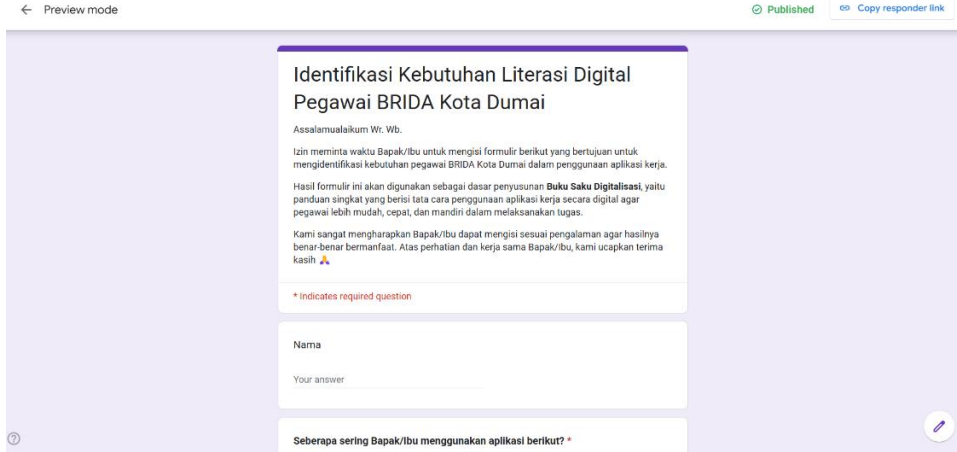 Preview mode
Published
Copy responder link
Identifikasi Kebutuhan Literasi Digital
Pegawai BRIDA Kota Dumai
Assalamualaikum Wr. Wb.
Izin meminta waktu Bapak/Ibu untuk mengisi formulir berikut yang bertujuan untuk
mengidentifikasi kebutuhan pegawai BRIDA Kota Dumai dalam penggunaan aplikasi kerja.
Hasil formulir ini akan digunakan sebagai dasar penyusunan Buku Saku Digitalisasi, yaitu
panduan singkat yang berisi tata cara penggunaan aplikasi kerja secara digital agar
pegawai lebih mudah, cepat, dan mandiri dalam melaksanakan tugas.
Kami sangat mengharapkan Bapak/Ibu dapat mengisi sesuai pengalaman agar hasilnya
benar-benar bermanfaat. Atas perhatian dan kerja sama Bapak/Ibu, kami ucapkan terima
kasih 🙏
* Indicates required question
Nama
Your answer
Seberapa sering Bapak/Ibu menggunakan aplikasi berikut? *